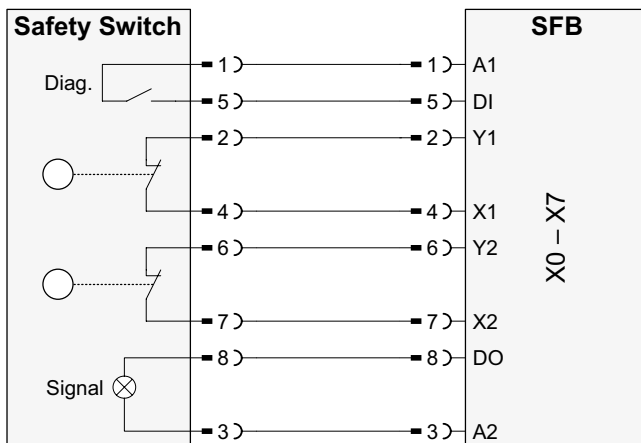 Safety Switch SFB
1 1 A1
Diag.
5 5 DI
2 2 Y1
4 4 X1
6 6 Y2
X0 – X7
7 7 X2
8 8 DO
Signal
3 3 A2